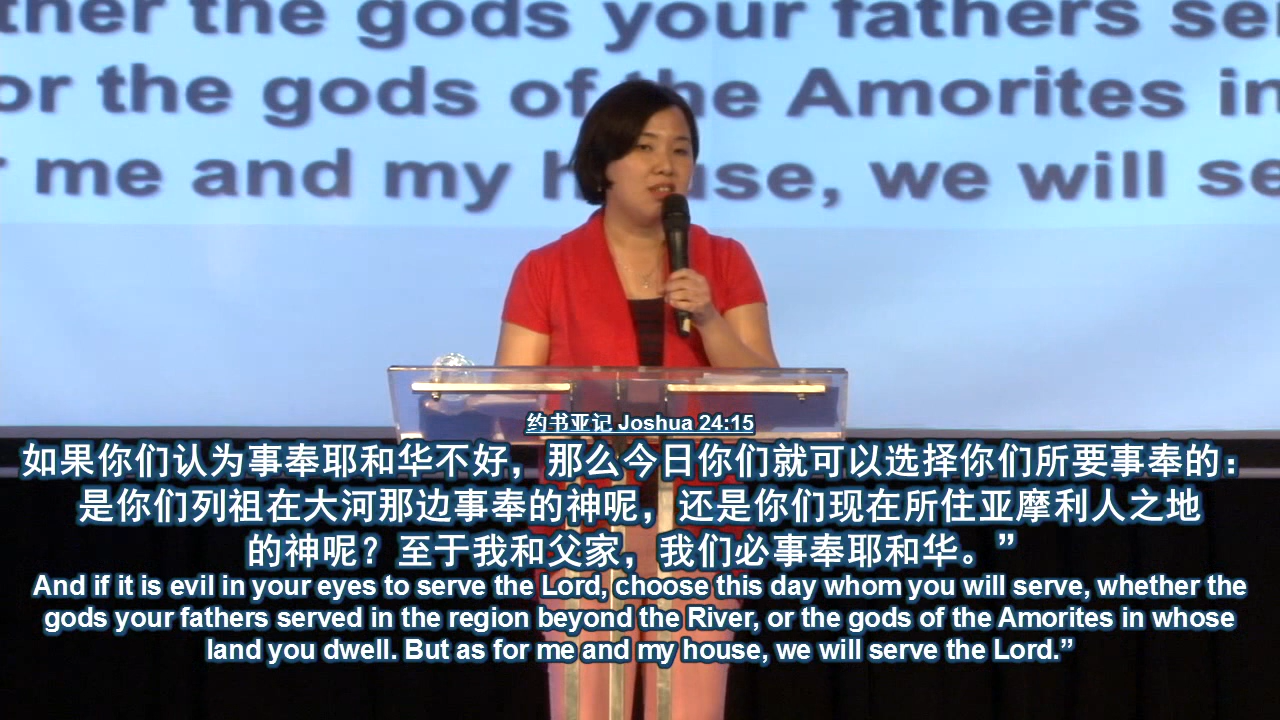 ther the gods your fathers ser
or the gods of the Amorites in
r me and my house, we will se
约书亚记 Joshua 24:15
如果你们认为事奉耶和华不好，那么今日你们就可以选择你们所要事奉的：
是你们列祖在大河那边事奉的神呢，还是你们现在所住亚摩利人之地
的神呢？至于我和父家，我们必事奉耶和华。”
And if it is evil in your eyes to serve the Lord, choose this day whom you will serve, whether the
gods your fathers served in the region beyond the River, or the gods of the Amorites in whose
land you dwell. But as for me and my house, we will serve the Lord.”